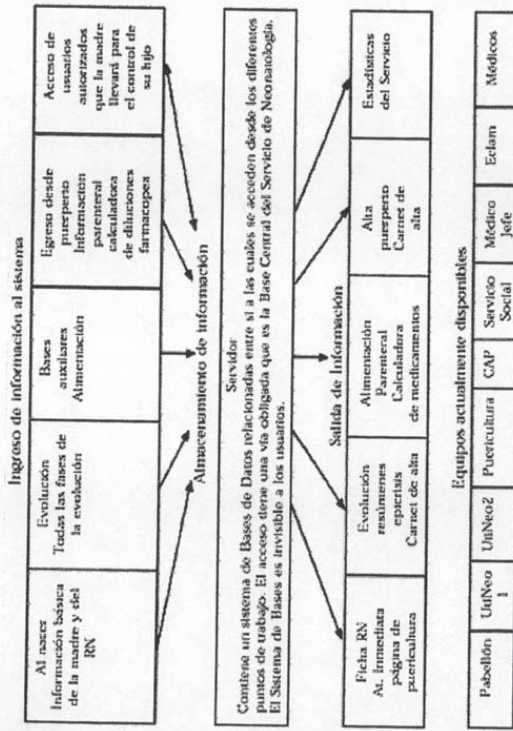 Ingreso de información al sistema
Al nacer
Información básica
de la madre y del
RN
Evolución
Todas las fases de
la evolución
Bases
auxiliares
Alimentación
Egreso desde
puerperio
Información
parenteral
calculadora
de diluciones
farmacopea
Acceso de
usuarios
autorizados
que la madre
llevará para
el control de
su hijo
Almacenamiento de información
Servidor
Contiene un sistema de Bases de Datos relacionadas entre sí a las cuales se acceden desde los diferentes
puntos de trabajo. El acceso tiene una vía obligada que es la Base Central del Servicio de Neonatología.
El Sistema de Bases es invisible a los usuarios.
Salida de Información
Ficha RN
At. Inmediata
página de
puericultura
Evolución
resúmenes
epicrisis
Carnet de alta
Alimentación
Parenteral
Calculadora
de medicamentos
Alta
puerperio
Carnet de
alta
Estadísticas
del Servicio
Equipos actualmente disponibles
Pabellón
UtiNeo
1
UtiNeo2
Puericultura
CAP
Servicio
Social
Médico
Jefe
Eclam
Médicos